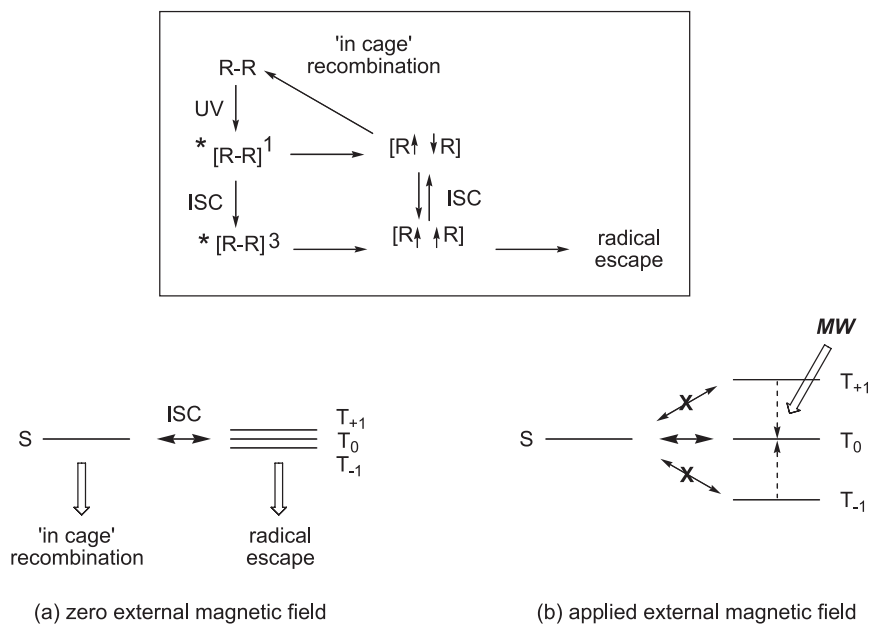 'in cage'
recombination
R-R
UV
* [R-R]1
[R R]
ISC
ISC
* [R-R]3
[R R]
radical
escape
MW
T+1
ISC
T+1
S
T0
S
T0
T-1
X
X
T-1
'in cage'
recombination
radical
escape
(a) zero external magnetic field
(b) applied external magnetic field